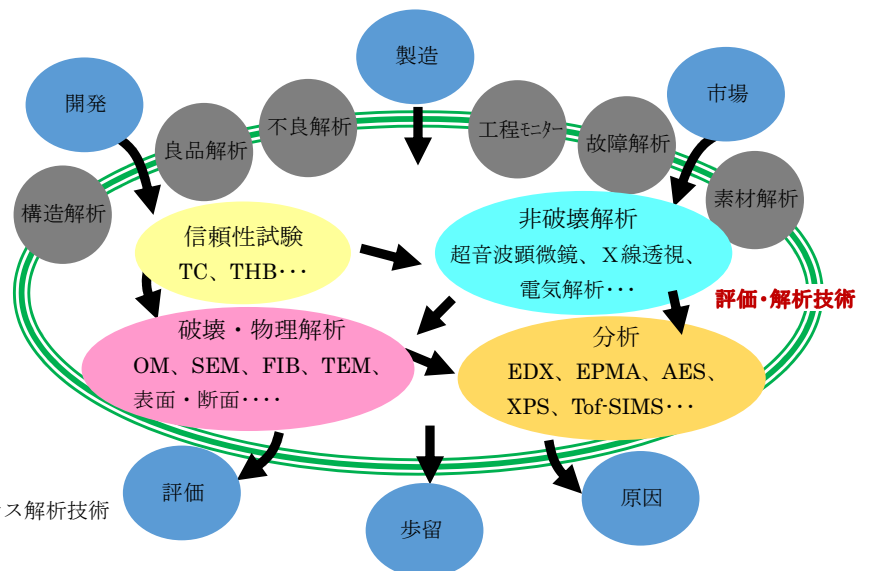 製造
開発
市場
不良解析
工程ﾓﾆﾀｰ
良品解析
故障解析
構造解析
素材解析
信頼性試験
TC、THB･･･
非破壊解析
超音波顕微鏡、X線透視、
電気解析･･･
評価･解析技術
破壊・物理解析
OM、SEM、FIB、TEM、
表面・断面････
分析
EDX、EPMA、AES、
XPS、Tof-SIMS･･･
評価
原因
ス解析技術
歩留